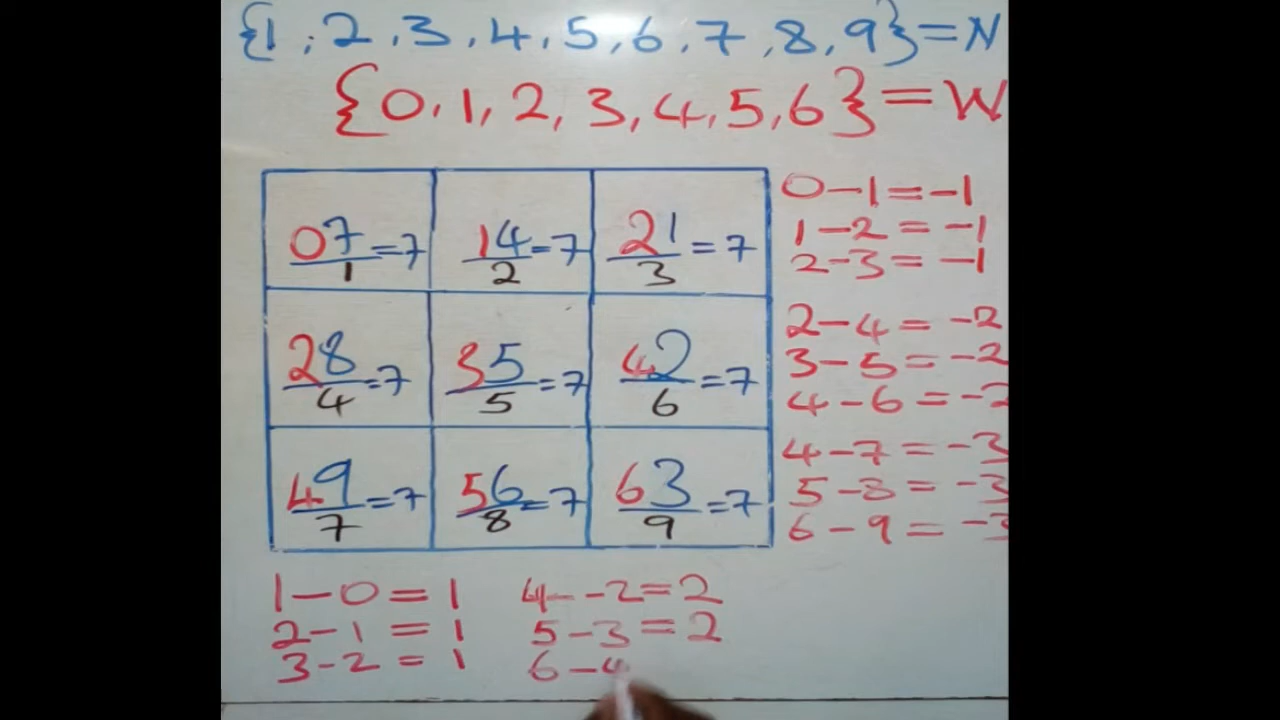 {1,2,3,4,5,6,7,8,9}=N
{0,1,2,3,4,5,6}=W
07/1=7 14/2=7 21/3=7
28/4=7 35/5=7 42/6=7
49/7=7 56/8=7 63/9=7
0-1=-1
1-2=-1
2-3=-1
2-4=-2
3-5=-2
4-6=-2
4-7=-3
5-8=-3
6-9=-3
1-0=1 4--2=2
2-1=1 5-3=2
3-2=1 6-4